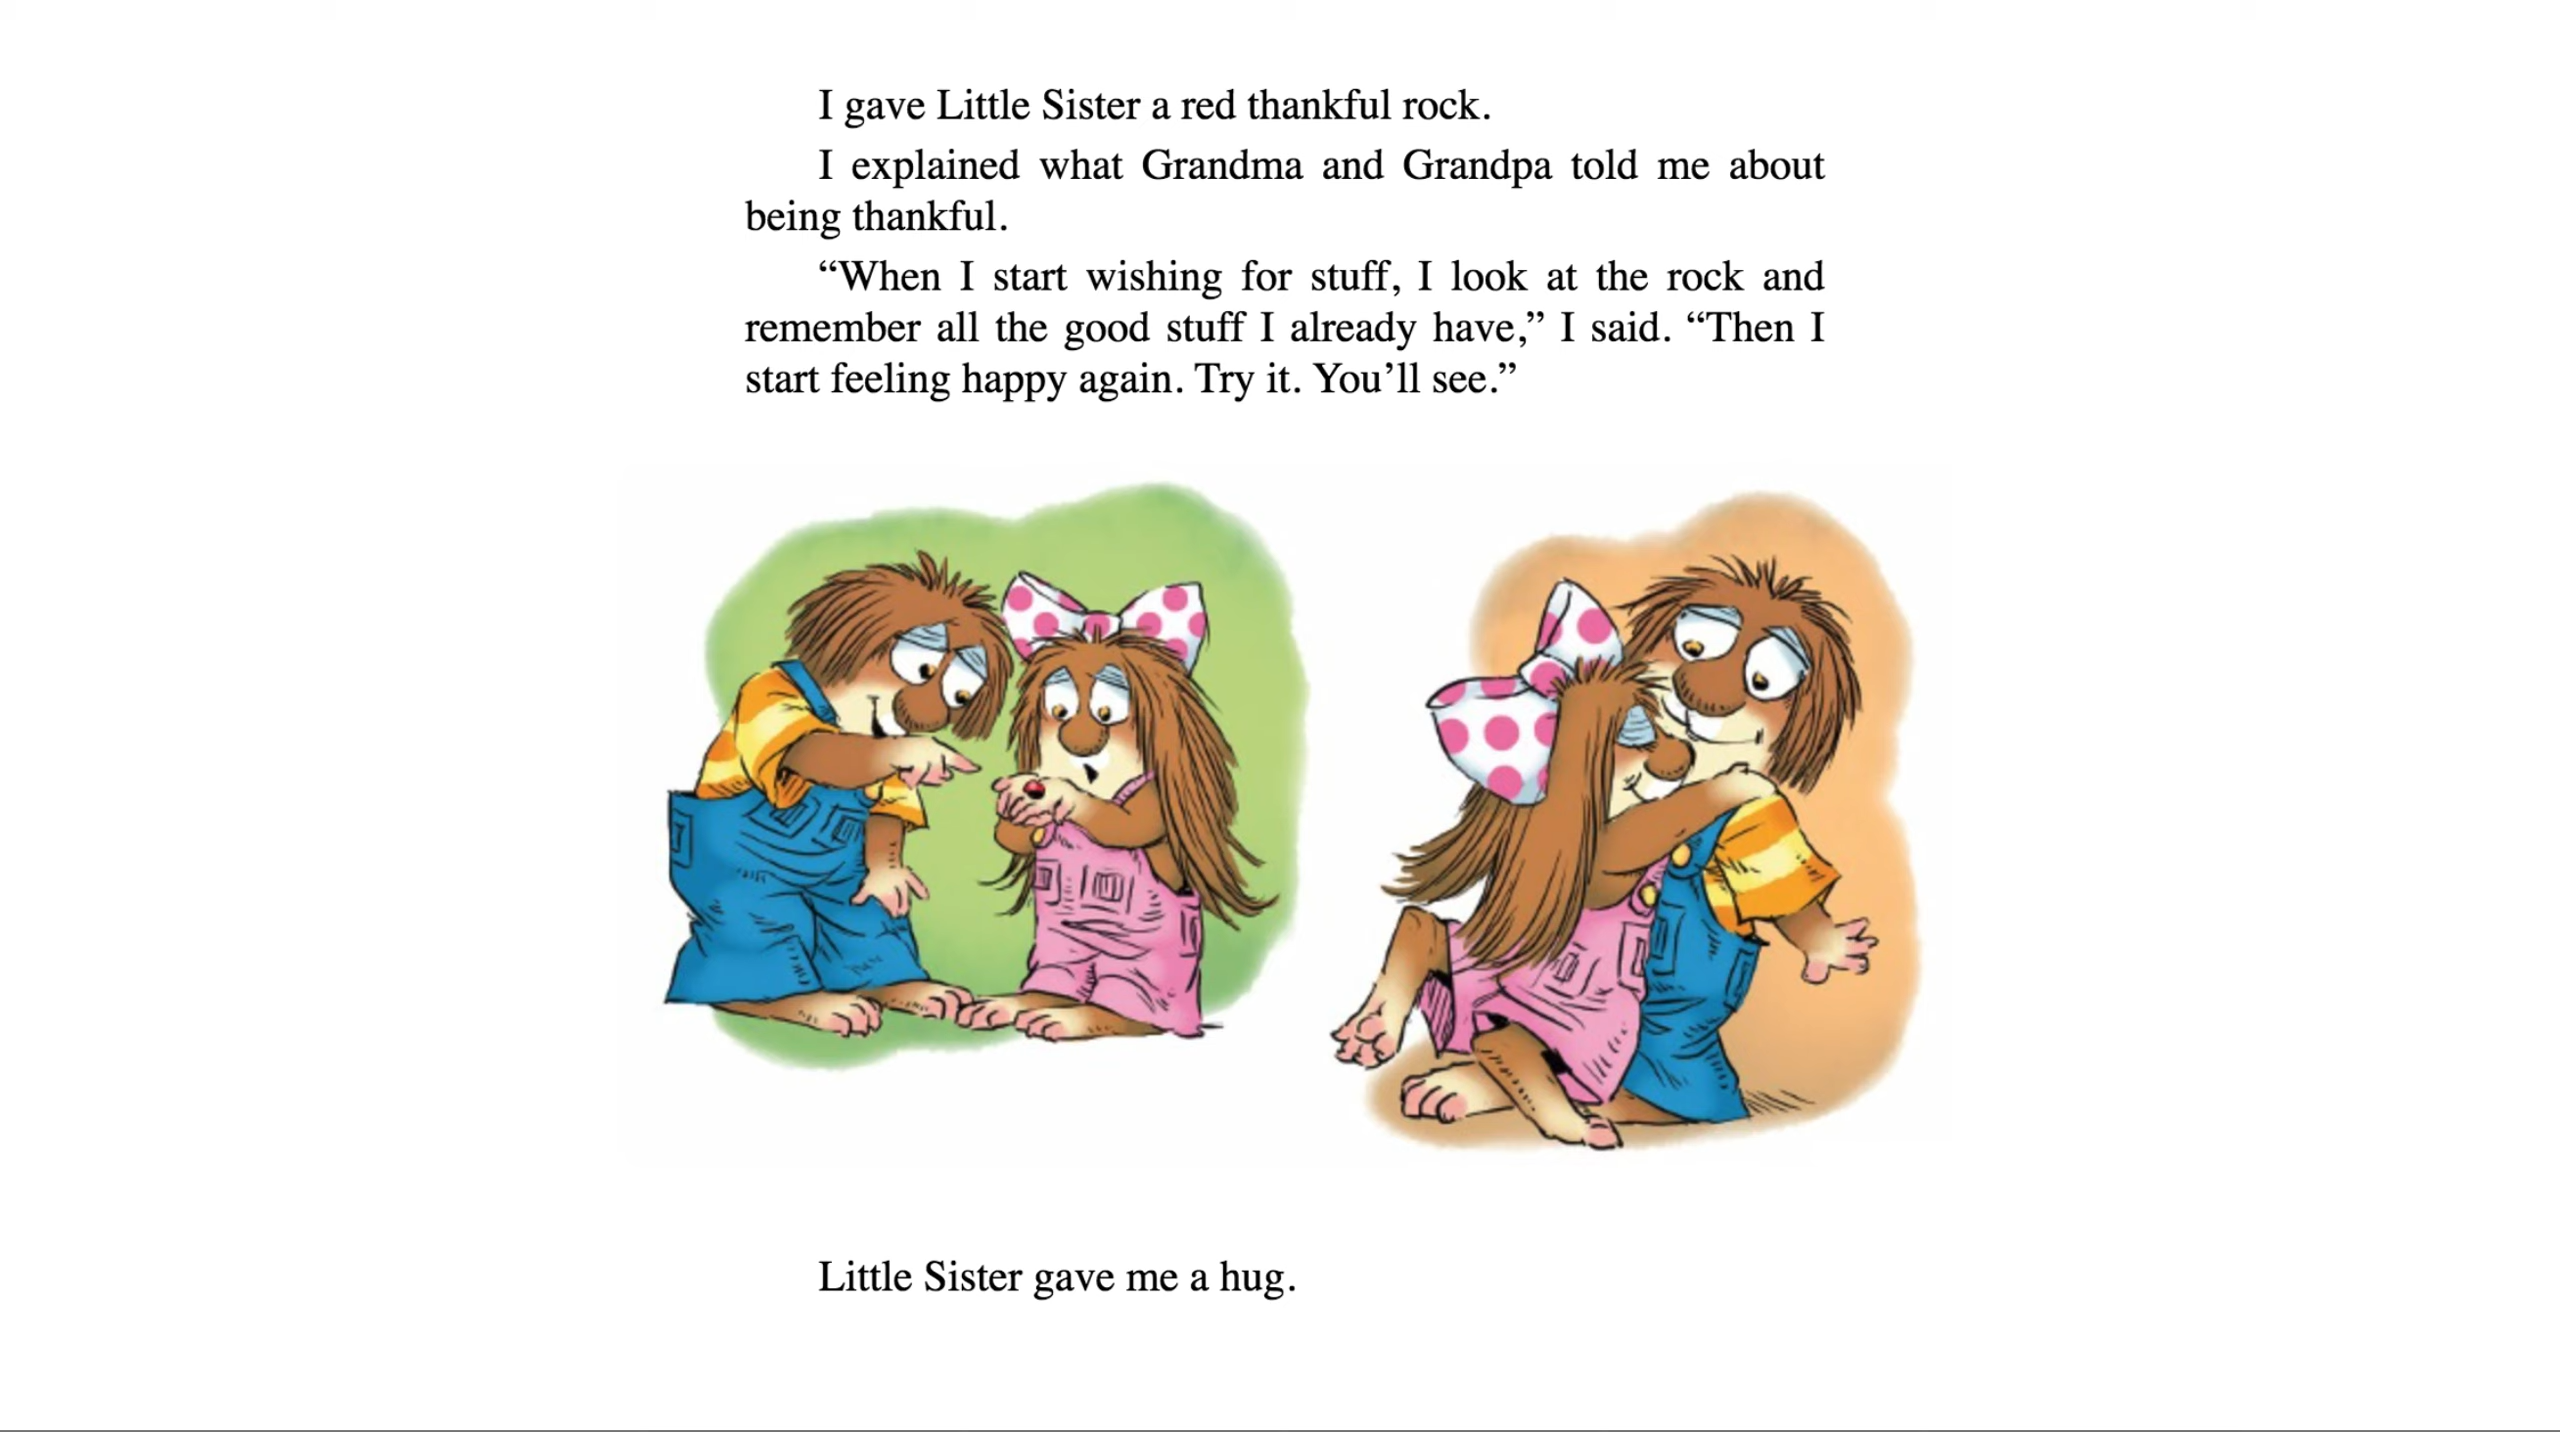 I gave Little Sister a red thankful rock.
I explained what Grandma and Grandpa told me about
being thankful.
“When I start wishing for stuff, I look at the rock and
remember all the good stuff I already have,” I said. “Then I
start feeling happy again. Try it. You’ll see.”
Little Sister gave me a hug.